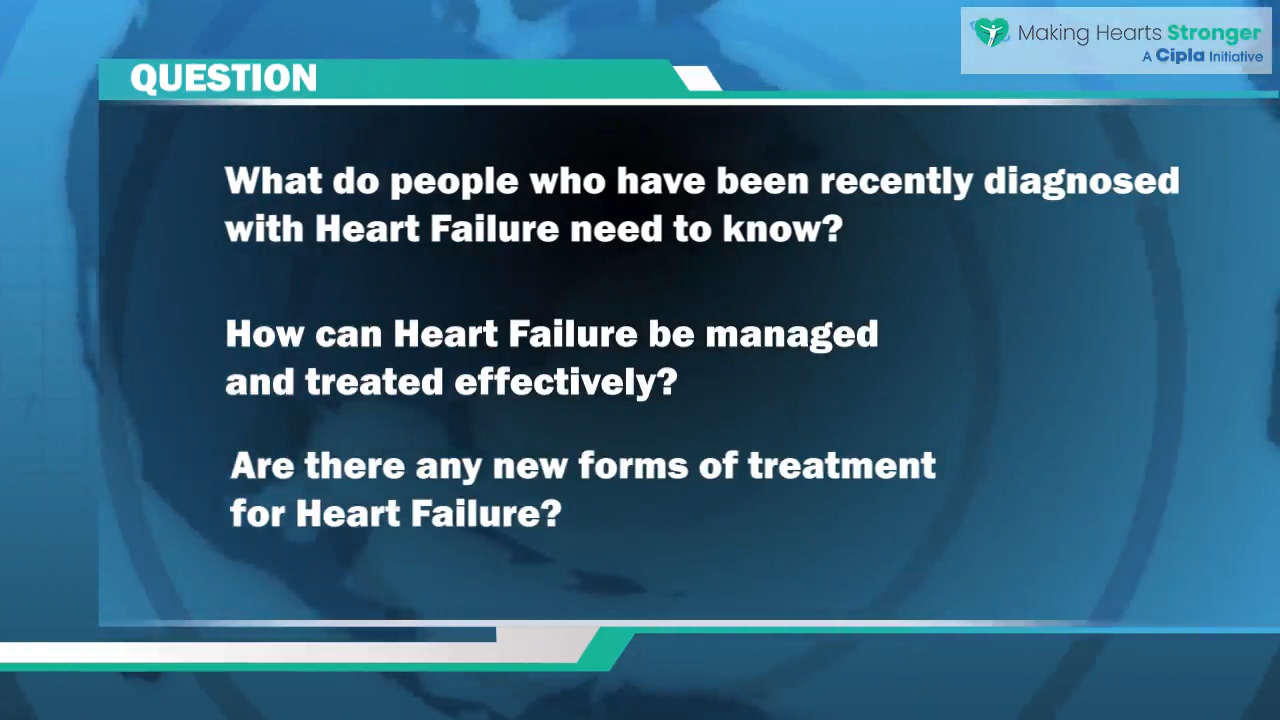 Making Hearts Stronger
A Cipla Initiative
QUESTION
What do people who have been recently diagnosed
with Heart Failure need to know?
How can Heart Failure be managed
and treated effectively?
Are there any new forms of treatment
for Heart Failure?